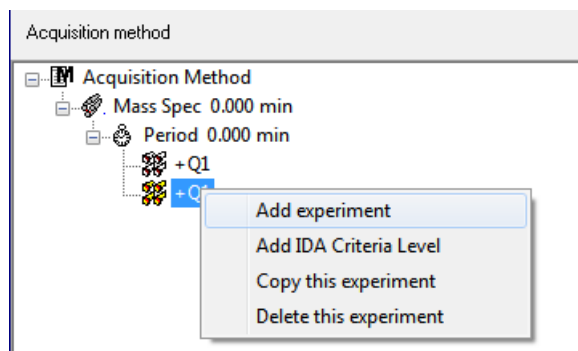 Acquisition method
Acquisition Method
Mass Spec 0.000 min
Period 0.000 min
+Q1
+Q1
Add experiment
Add IDA Criteria Level
Copy this experiment
Delete this experiment